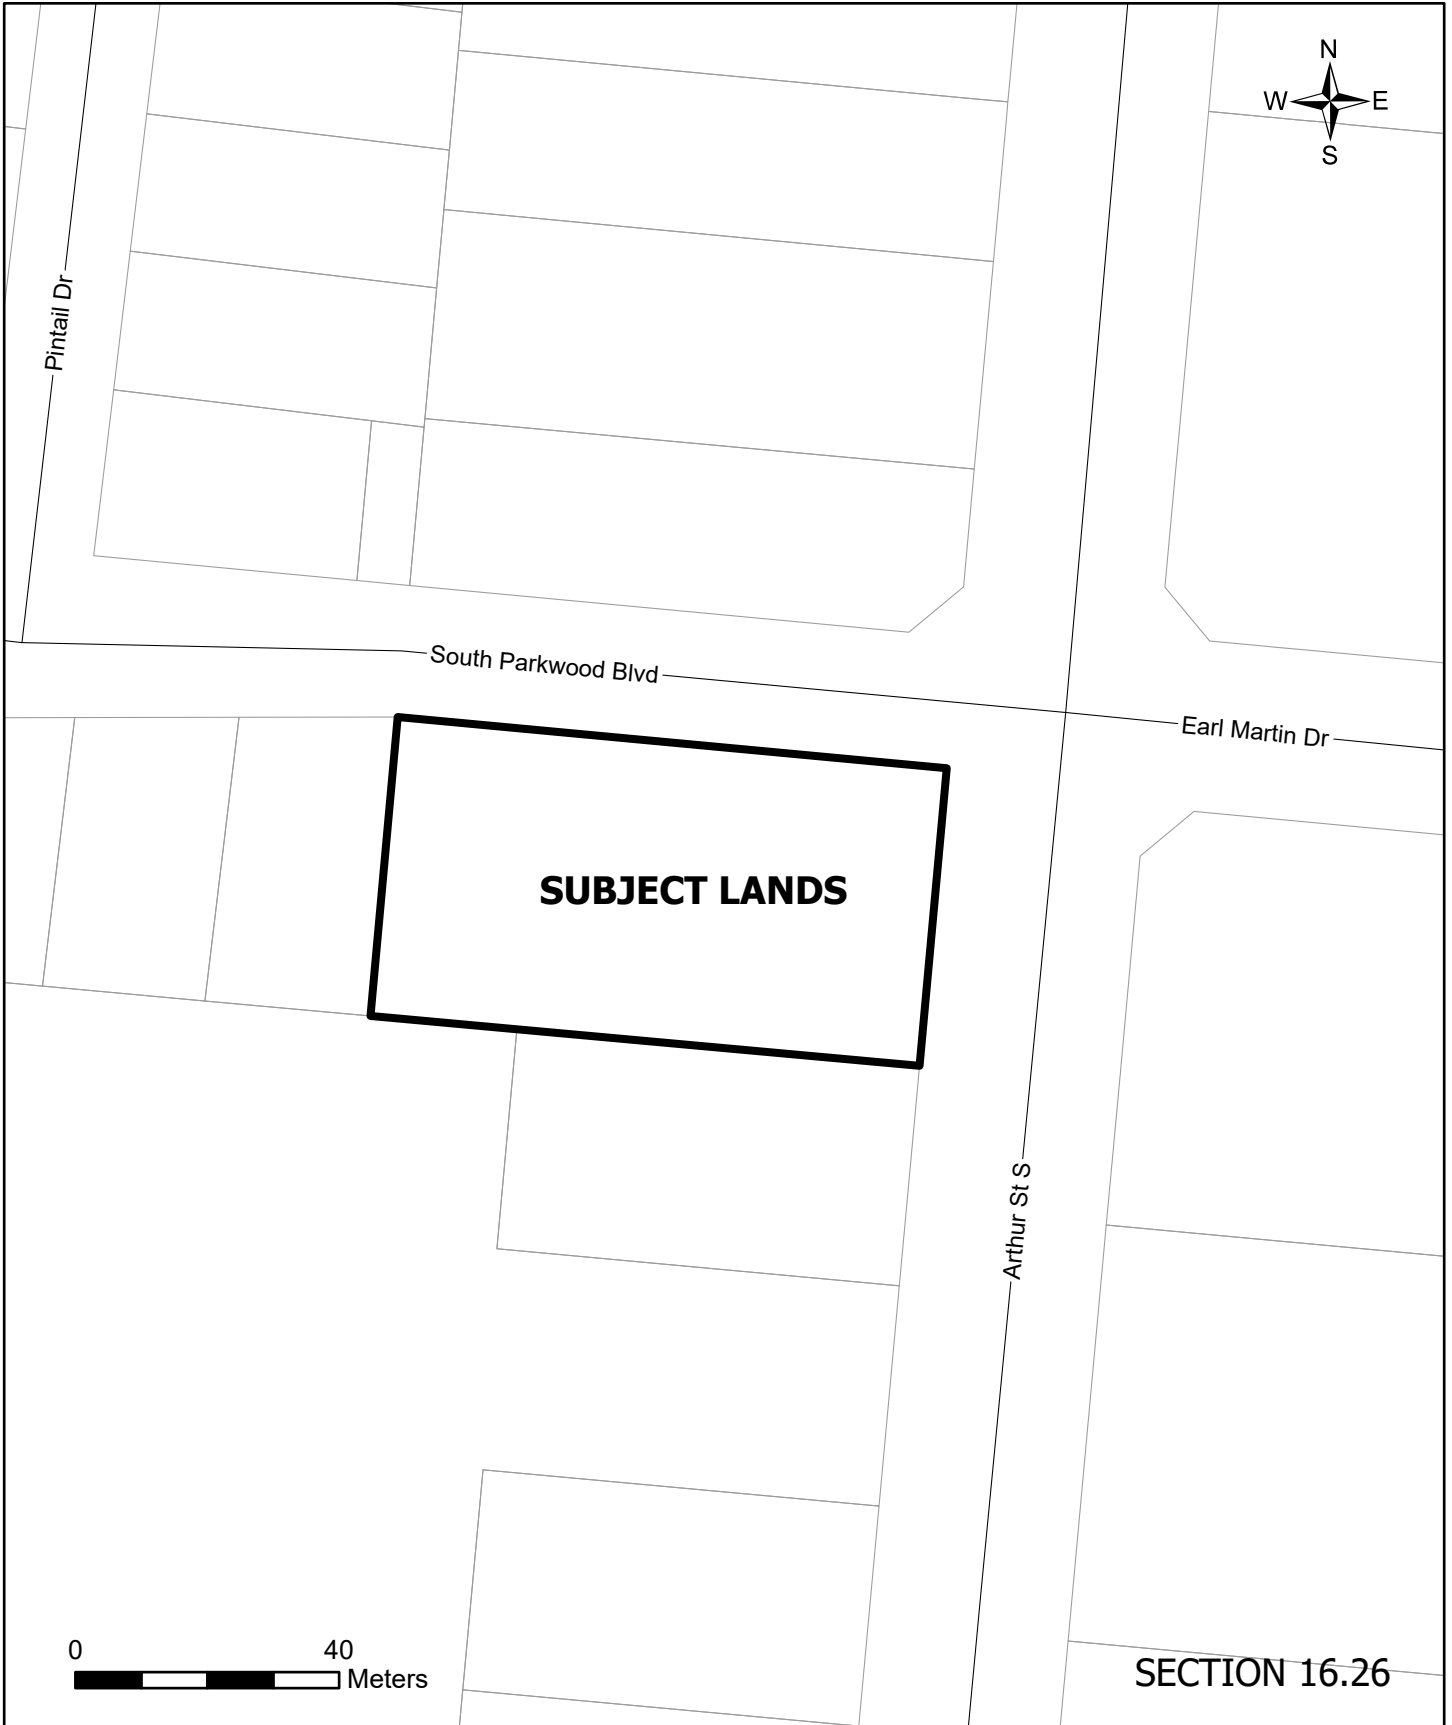 N
W E
S
Pintail Dr
South Parkwood Blvd
Earl Martin Dr
SUBJECT LANDS
Arthur St S
0 40
Meters
SECTION 16.26